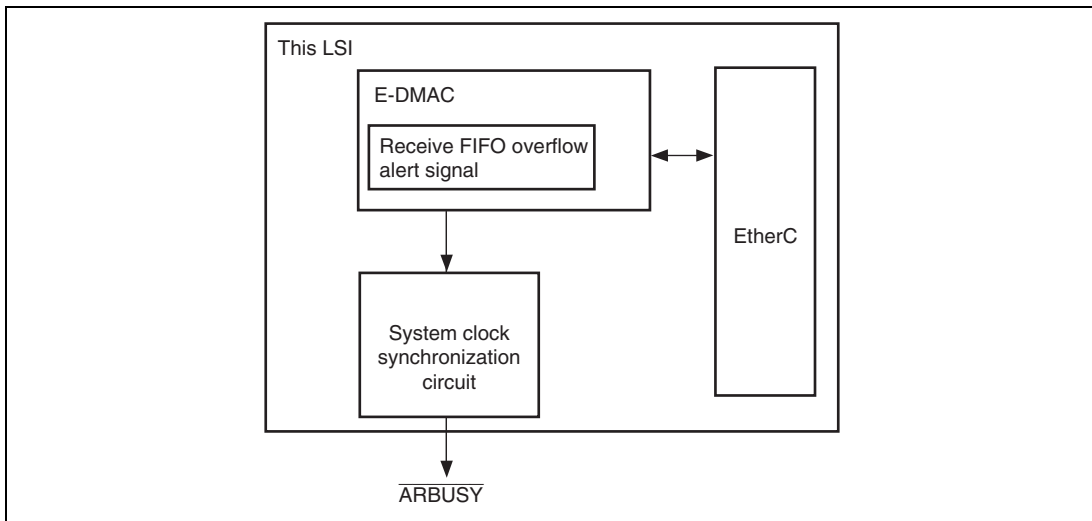 This LSI
E-DMAC
Receive FIFO overflow
alert signal
EtherC
System clock
synchronization
circuit
ARBUSY